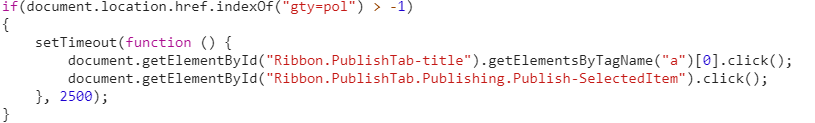 if(document.location.href.indexOf("gty=pol") > -1)
{
    setTimeout(function () {
        document.getElementById("Ribbon.PublishTab-title").getElementsByTagName("a")[0].click();
        document.getElementById("Ribbon.PublishTab.Publishing.Publish-SelectedItem").click();
    }, 2500);
}